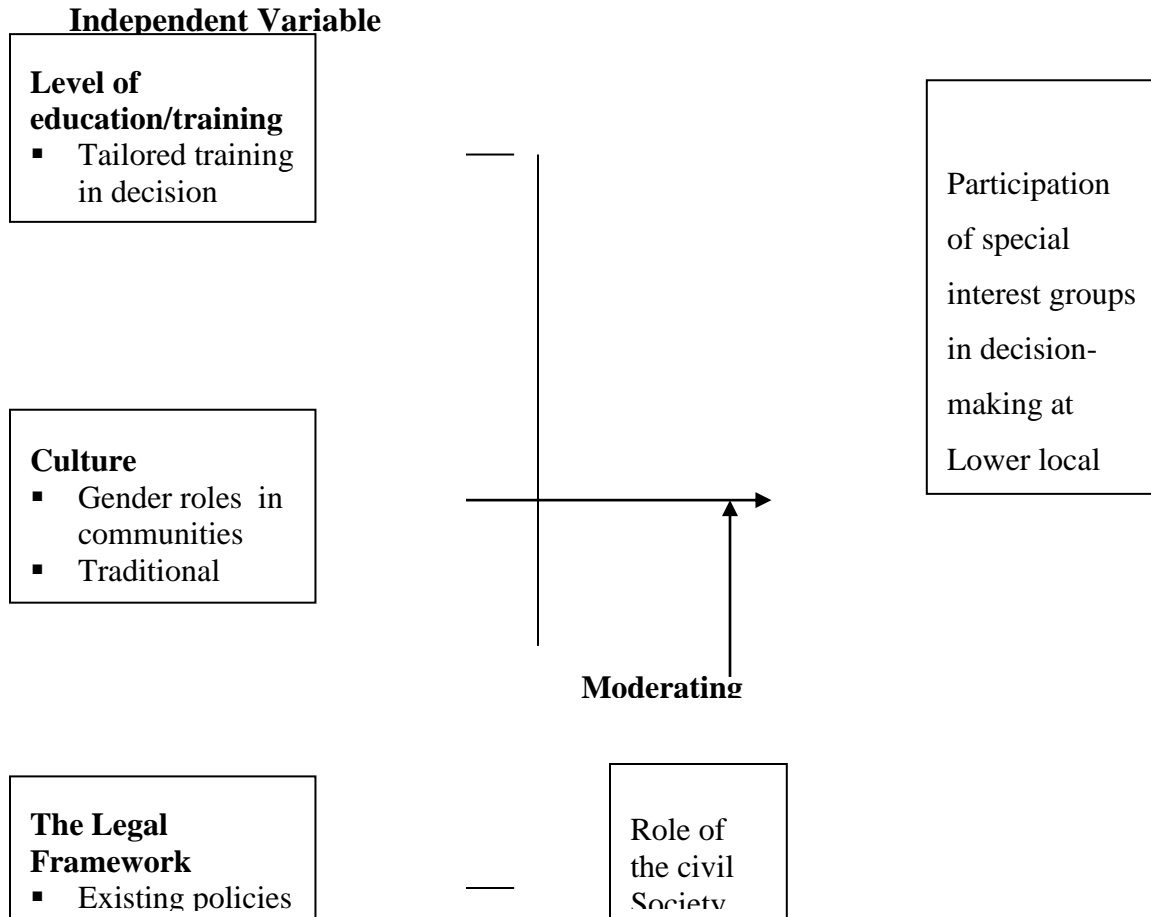 Independent Variable
Level of
education/training
▪ Tailored training
in decision
Participation
of special
interest groups
in decision-
making at
Lower local
Culture
▪ Gender roles in
communities
▪ Traditional
Moderating
The Legal
Framework
▪ Existing policies
Role of
the civil
Society